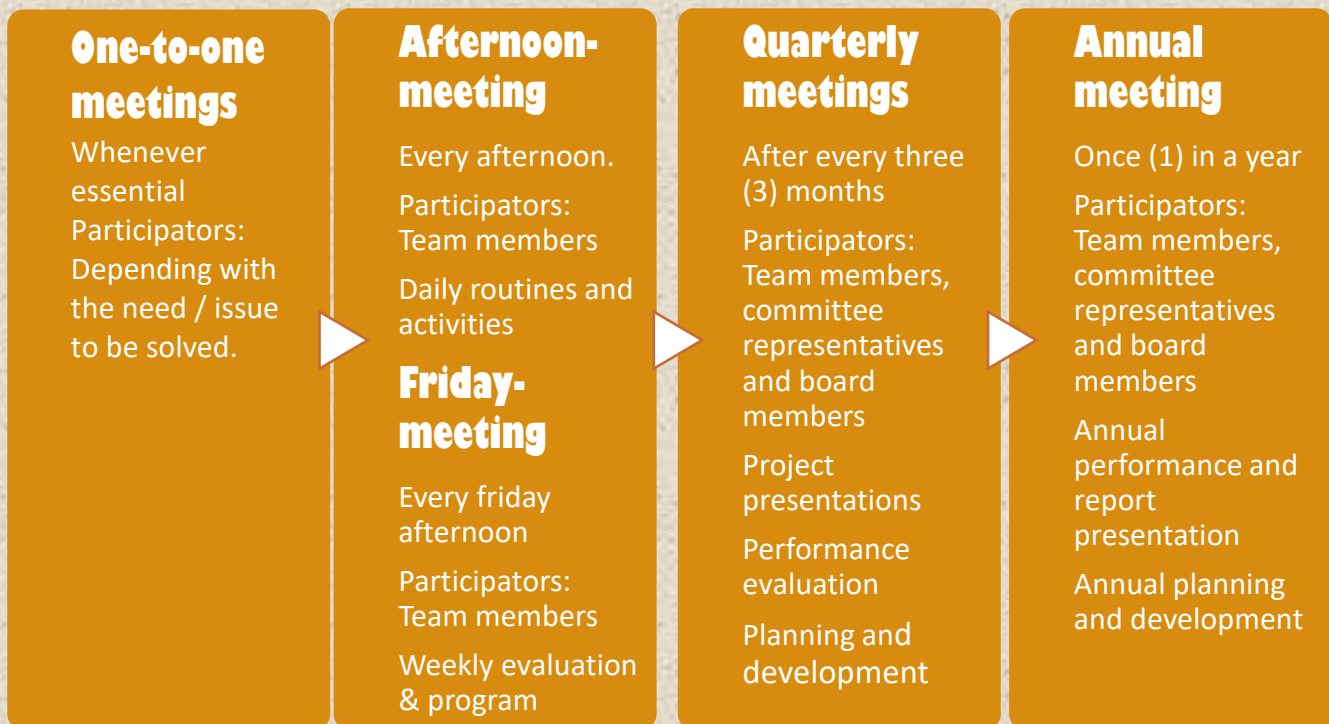 One-to-one
meetings
Whenever
essential
Participators:
Depending with
the need / issue
to be solved.
Afternoon-
meeting
Every afternoon.
Participators:
Team members
Daily routines and
activities
Friday-
meeting
Every friday
afternoon
Participators:
Team members
Weekly evaluation
& program
Quarterly
meetings
After every three
(3) months
Participators:
Team members,
committee
representatives
and board
members
Project
presentations
Performance
evaluation
Planning and
development
Annual
meeting
Once (1) in a year
Participators:
Team members,
committee
representatives
and board
members
Annual
performance and
report
presentation
Annual planning
and development